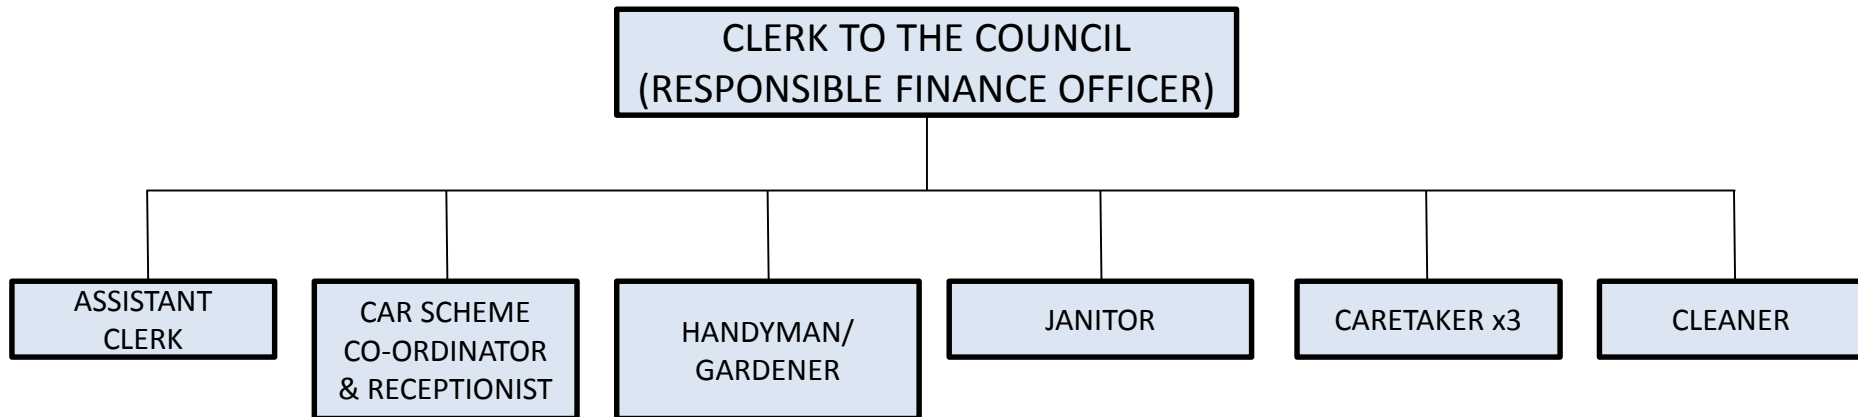 CLERK TO THE COUNCIL
(RESPONSIBLE FINANCE OFFICER)
ASSISTANT
CLERK
CAR SCHEME
CO-ORDINATOR
& RECEPTIONIST
HANDYMAN/
GARDENER
JANITOR
CARETAKER x3
CLEANER